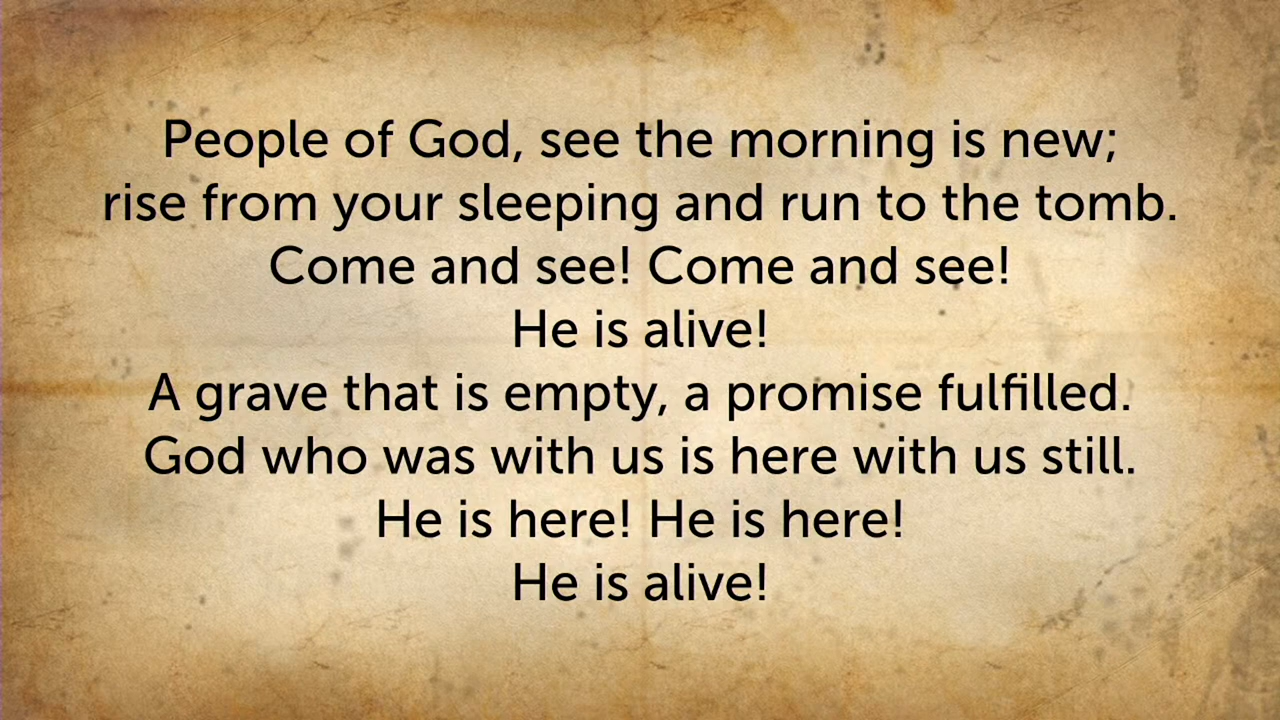 People of God, see the morning is new;
rise from your sleeping and run to the tomb.
Come and see! Come and see!
He is alive!
A grave that is empty, a promise fulfilled.
God who was with us is here with us still.
He is here! He is here!
He is alive!